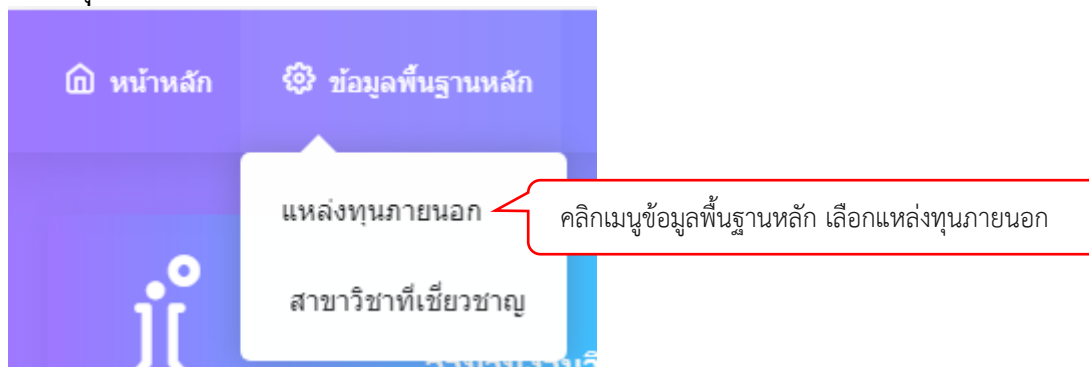 หน้าหลัก
ข้อมูลพื้นฐานหลัก
แหล่งทุนภายนอก
คลิกเมนูข้อมูลพื้นฐานหลัก เลือกแหล่งทุนภายนอก
สาขาวิชาที่เชี่ยวชาญ